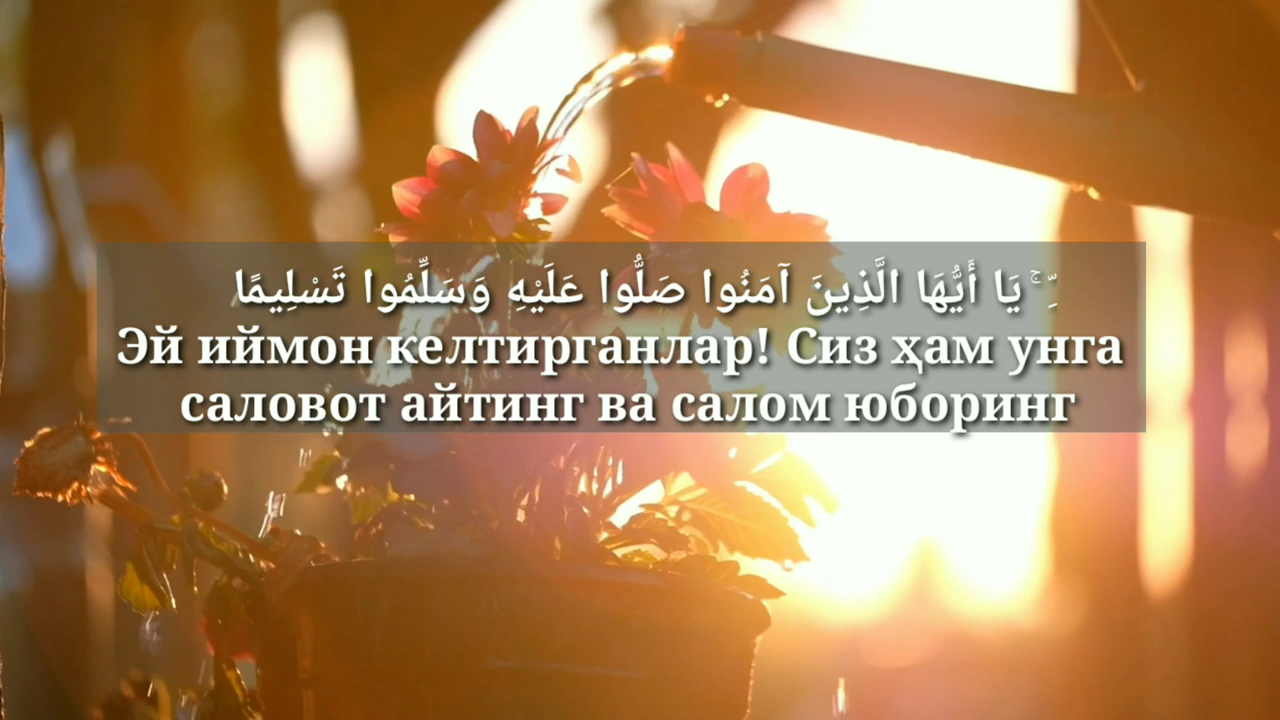 ِّ ۚ يَا أَيُّهَا الَّذِينَ آمَنُوا صَلُّوا عَلَيْهِ وَسَلِّمُوا تَسْلِيمًا
Эй иймон келтирганлар! Сиз ҳам унга
саловот айтинг ва салом юборинг